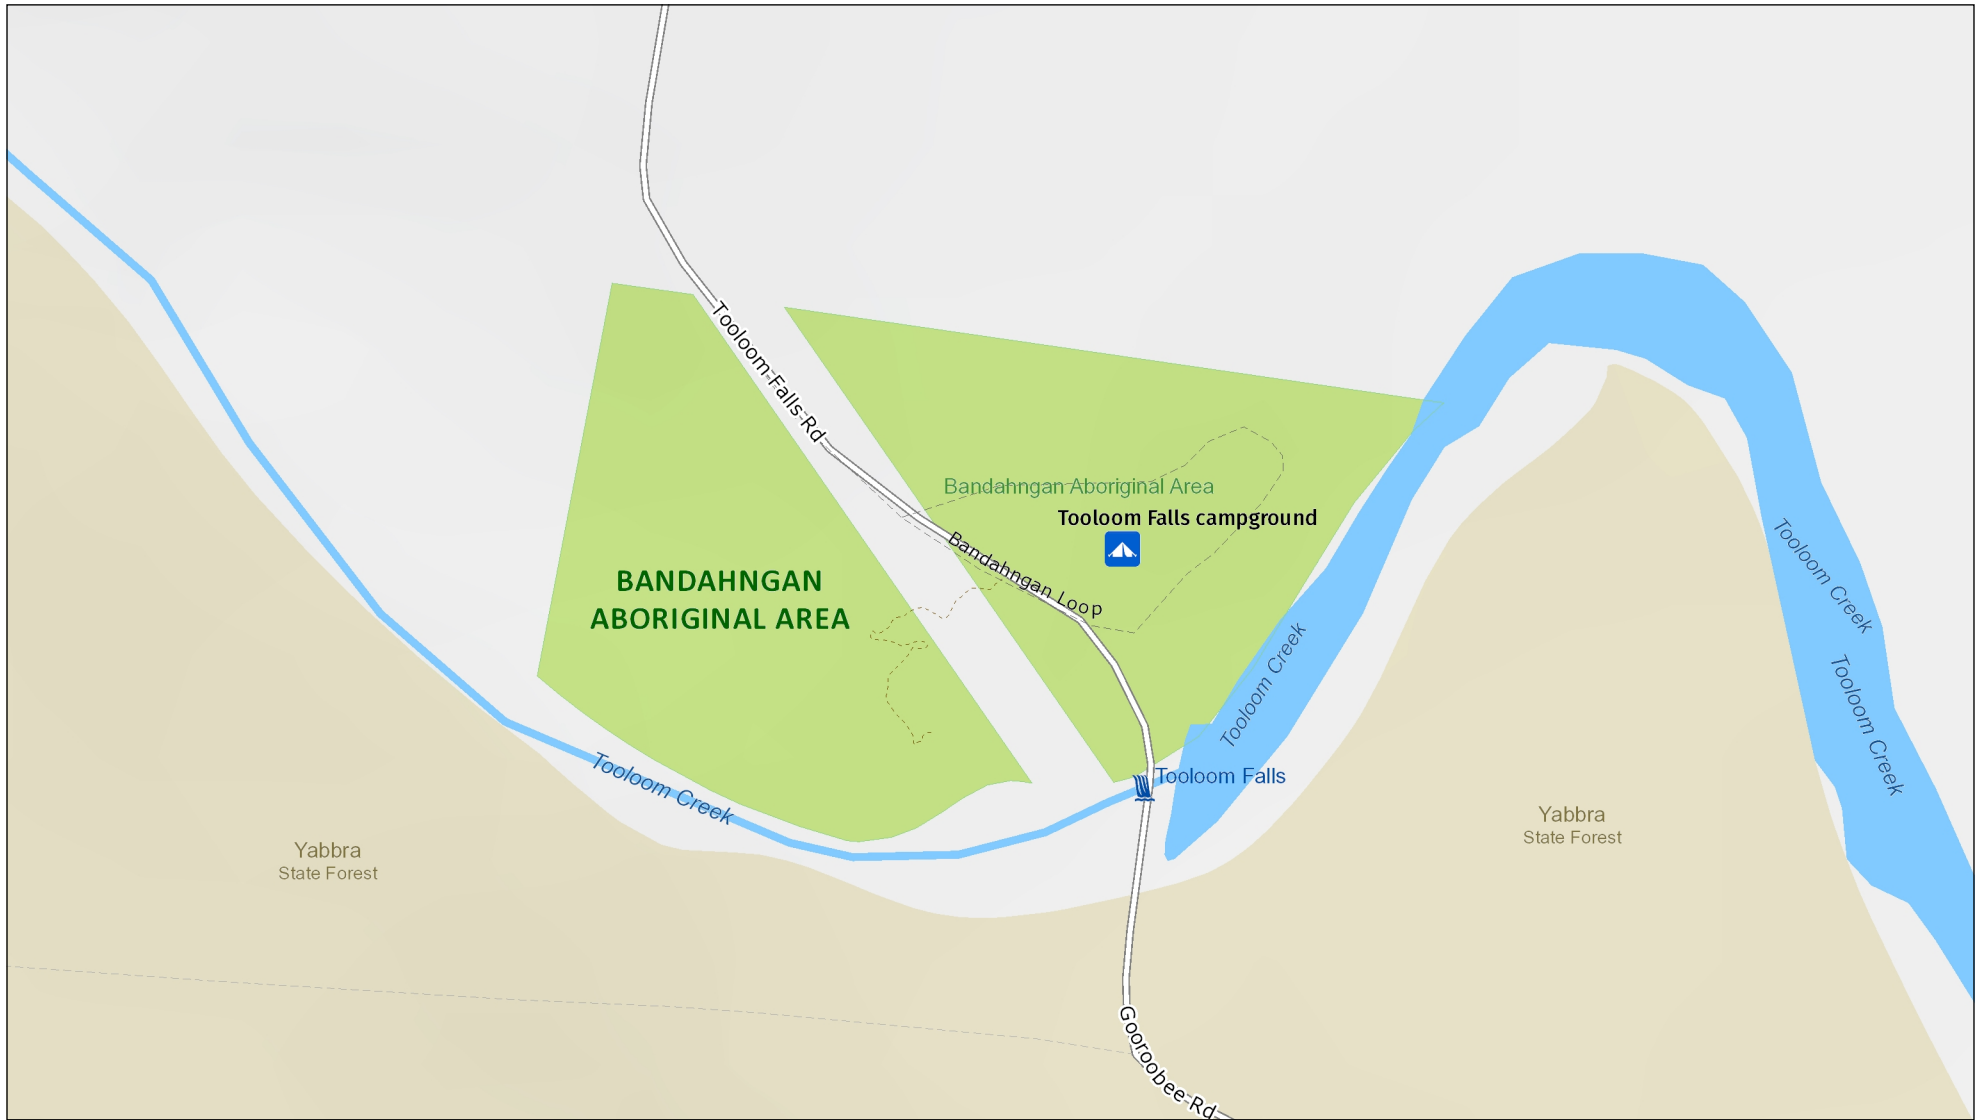 Tooloom Falls Rd
Bandahngan Aboriginal Area
Tooloom Falls campground
Bandahngan Loop
BANDAHNGAN
ABORIGINAL AREA
Tooloom Creek
Tooloom Creek
Tooloom Creek
Tooloom Creek
Tooloom Falls
Yabbra
State Forest
Yabbra
State Forest
Gooroobee Rd